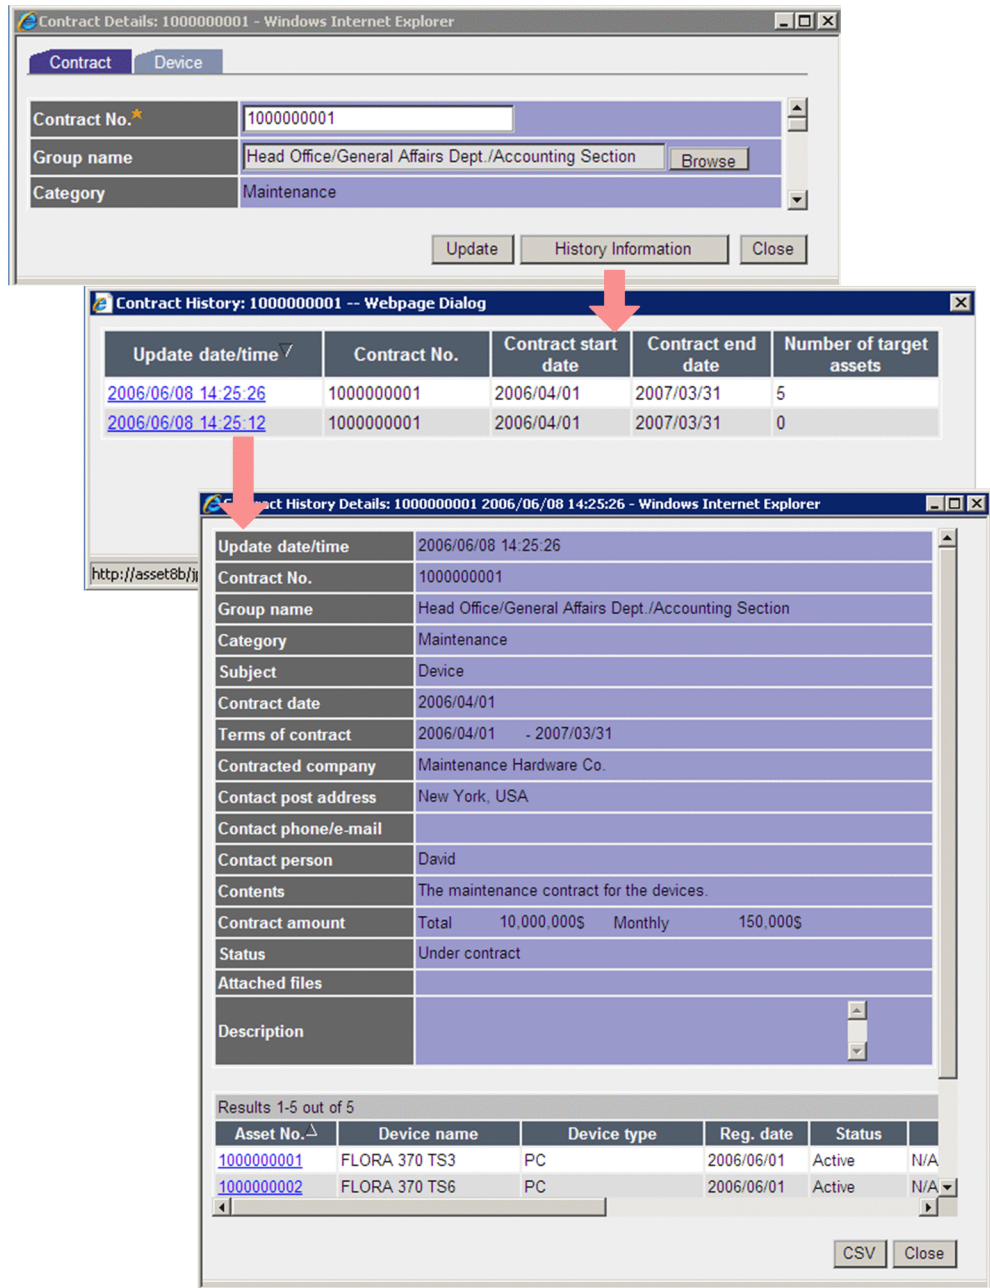 Contract Details: 1000000001 - Windows Internet Explorer
Contract Device
Contract No.★ 1000000001
Group name Head Office/General Affairs Dept./Accounting Section Browse
Category Maintenance
Update History Information Close
Contract History: 1000000001 -- Webpage Dialog
Update date/time Contract No. Contract start date Contract end date Number of target assets
2006/06/08 14:25:26 1000000001 2006/04/01 2007/03/31 5
2006/06/08 14:25:12 1000000001 2006/04/01 2007/03/31 0
http://asset8b/j
act History Details: 1000000001 2006/06/08 14:25:26 - Windows Internet Explorer
Update date/time 2006/06/08 14:25:26
Contract No. 1000000001
Group name Head Office/General Affairs Dept./Accounting Section
Category Maintenance
Subject Device
Contract date 2006/04/01
Terms of contract 2006/04/01 - 2007/03/31
Contracted company Maintenance Hardware Co.
Contact post address New York, USA
Contact phone/e-mail
Contact person David
Contents The maintenance contract for the devices.
Contract amount Total 10,000,000$ Monthly 150,000$
Status Under contract
Attached files
Description
Results 1-5 out of 5
Asset No. Device name Device type Reg. date Status
1000000001 FLORA 370 TS3 PC 2006/06/01 Active N/A
1000000002 FLORA 370 TS6 PC 2006/06/01 Active N/A
CSV Close